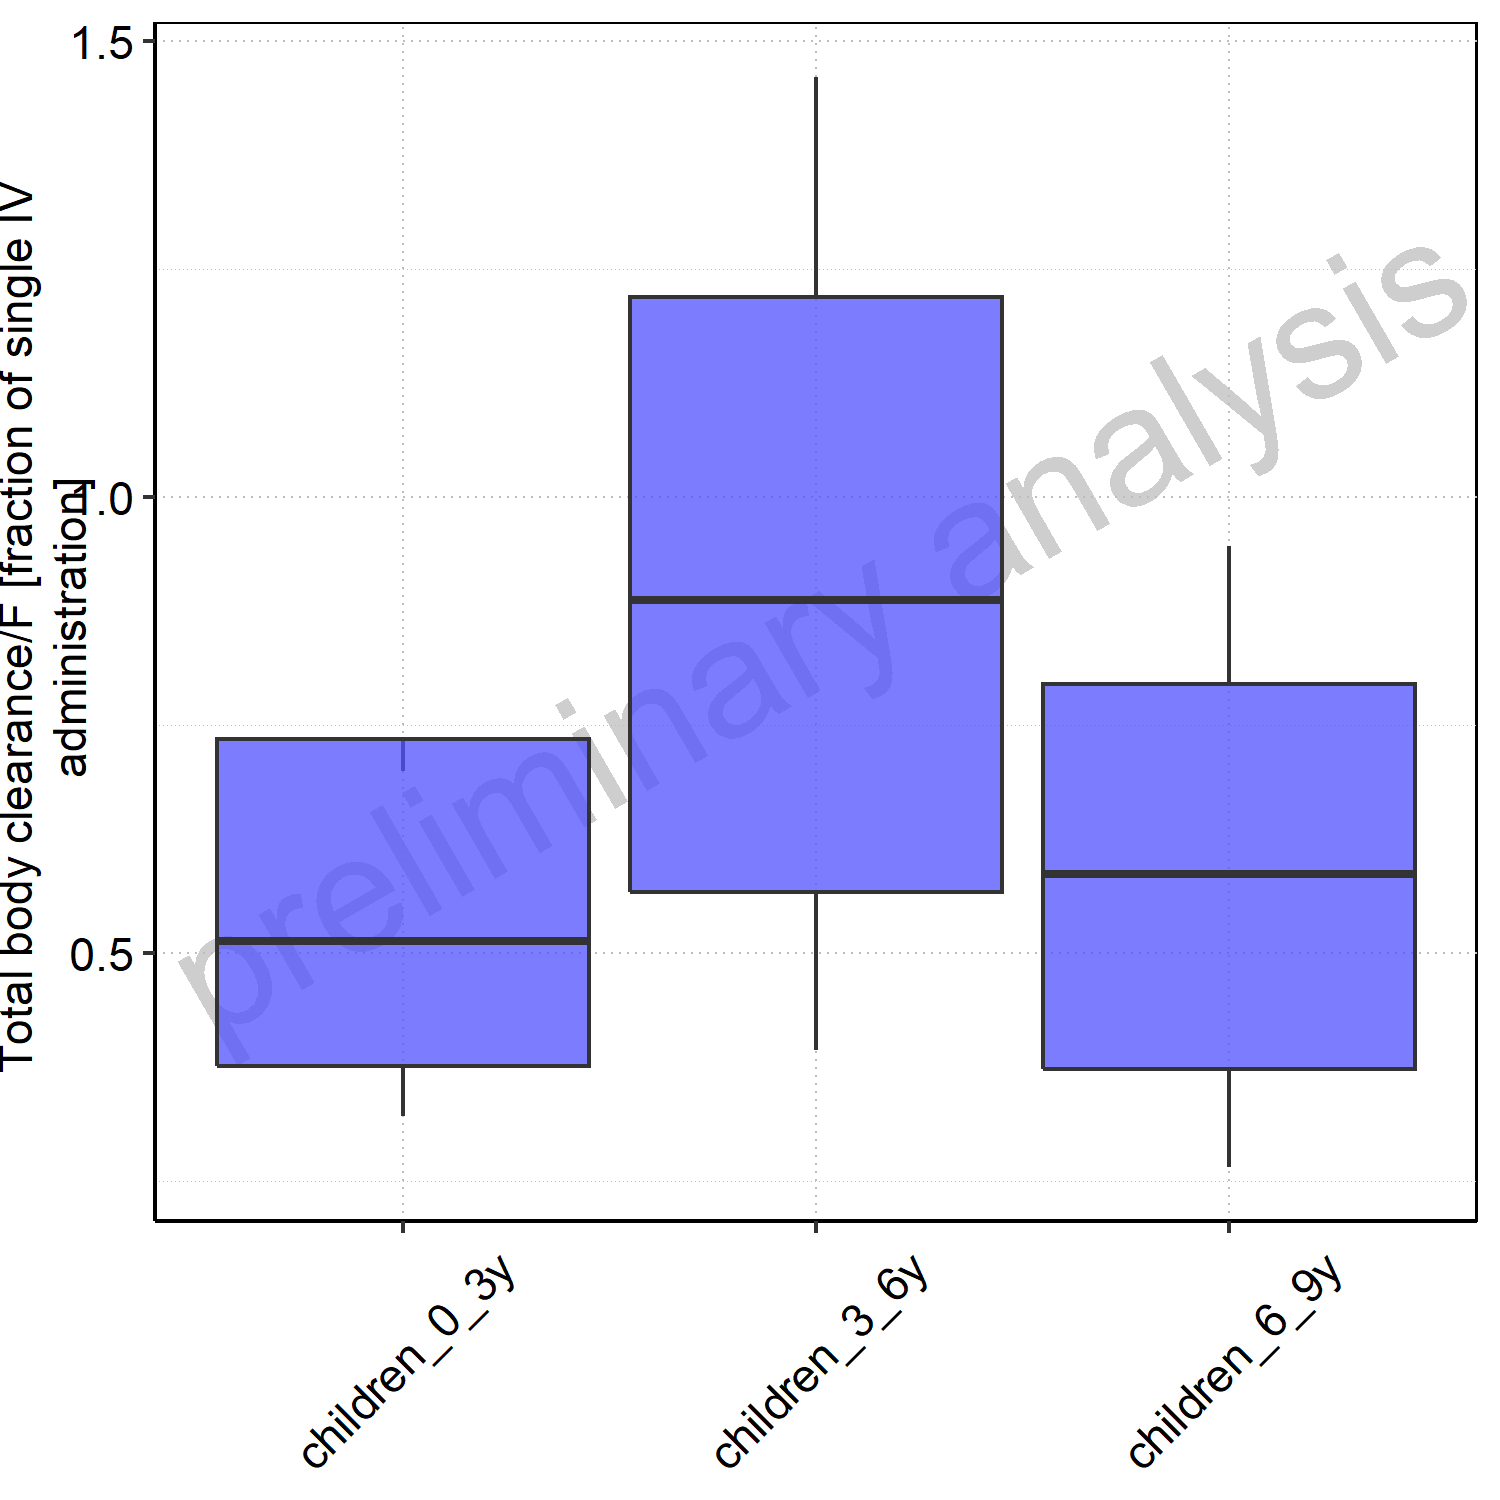 Total body clearance/F [fraction of single IV
administration]
1.5
1.0
0.5
preliminary analysis
children_0_3y
children_3_6y
children_6_9y